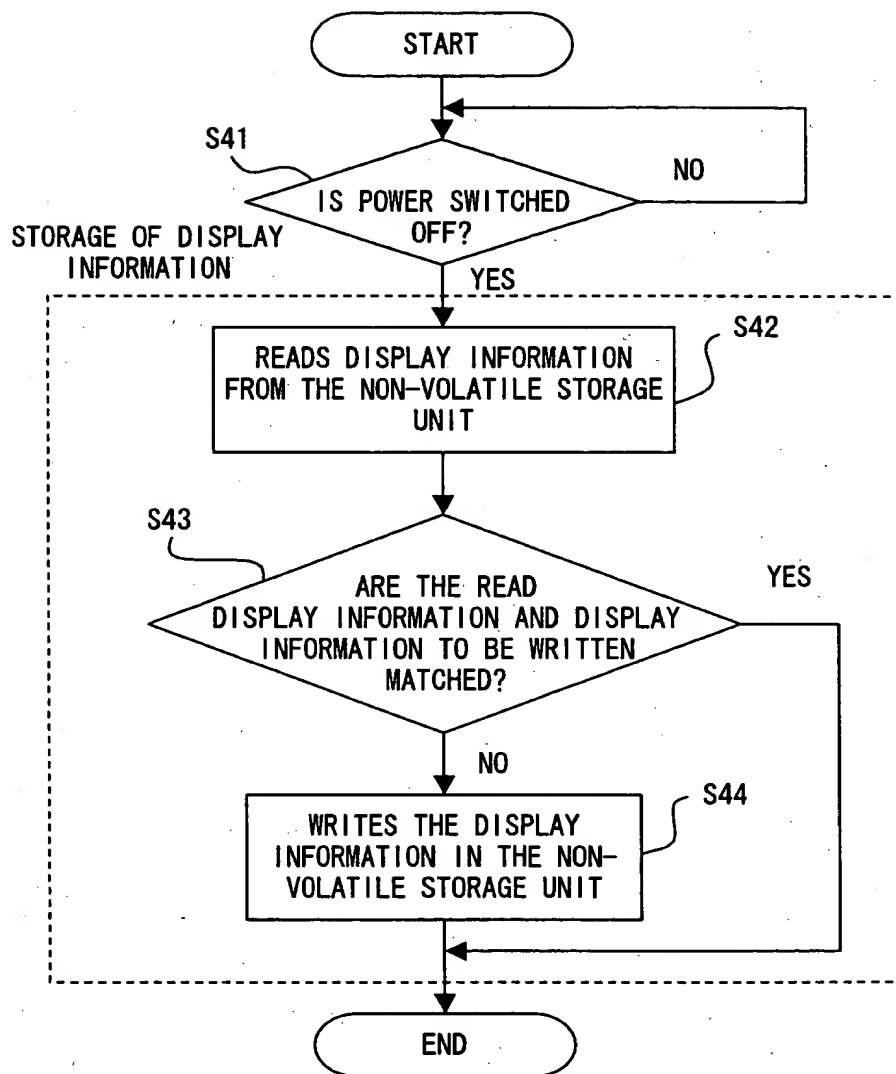 START
S41
NO
IS POWER SWITCHED
OFF?
STORAGE OF DISPLAY
INFORMATION
YES
S42
READS DISPLAY INFORMATION
FROM THE NON-VOLATILE STORAGE
UNIT
S43
YES
ARE THE READ
DISPLAY INFORMATION AND DISPLAY
INFORMATION TO BE WRITTEN
MATCHED?
NO
S44
WRITES THE DISPLAY
INFORMATION IN THE NON-
VOLATILE STORAGE UNIT
END